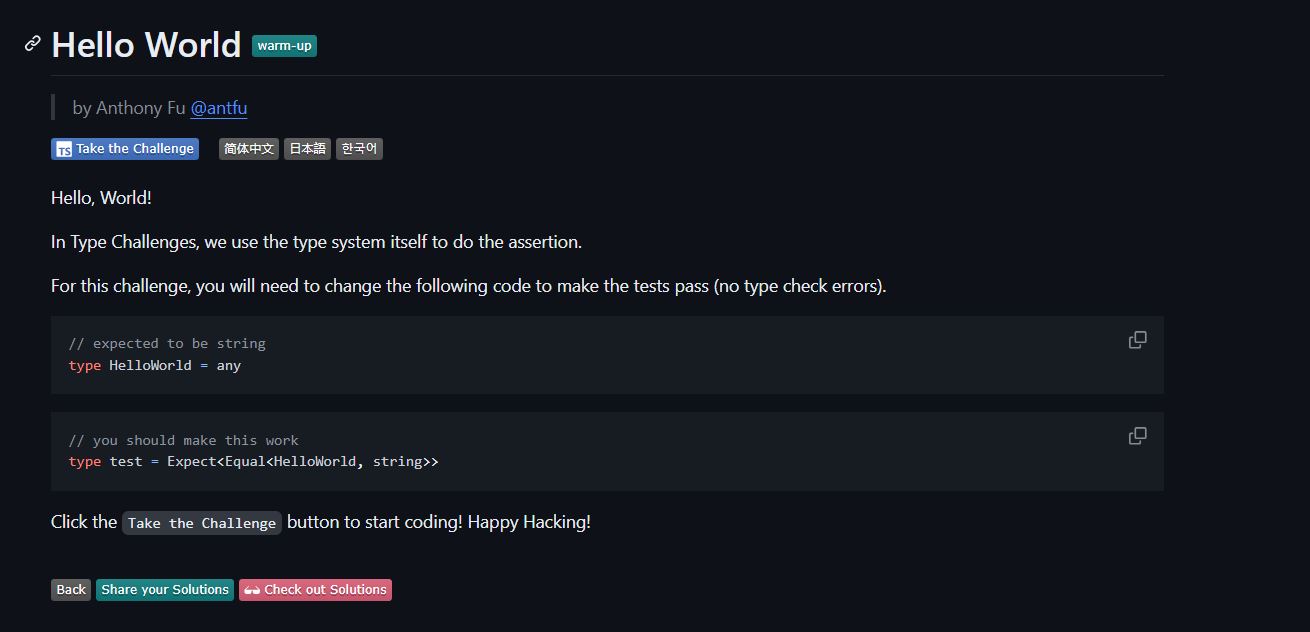 Hello World warm-up
by Anthony Fu @antfu
TS Take the Challenge 简体中文 日本語 한국어
Hello, World!
In Type Challenges, we use the type system itself to do the assertion.
For this challenge, you will need to change the following code to make the tests pass (no type check errors).
// expected to be string
type HelloWorld = any
// you should make this work
type test = Expect<Equal<HelloWorld, string>>
Click the Take the Challenge button to start coding! Happy Hacking!
Back Share your Solutions Check out Solutions